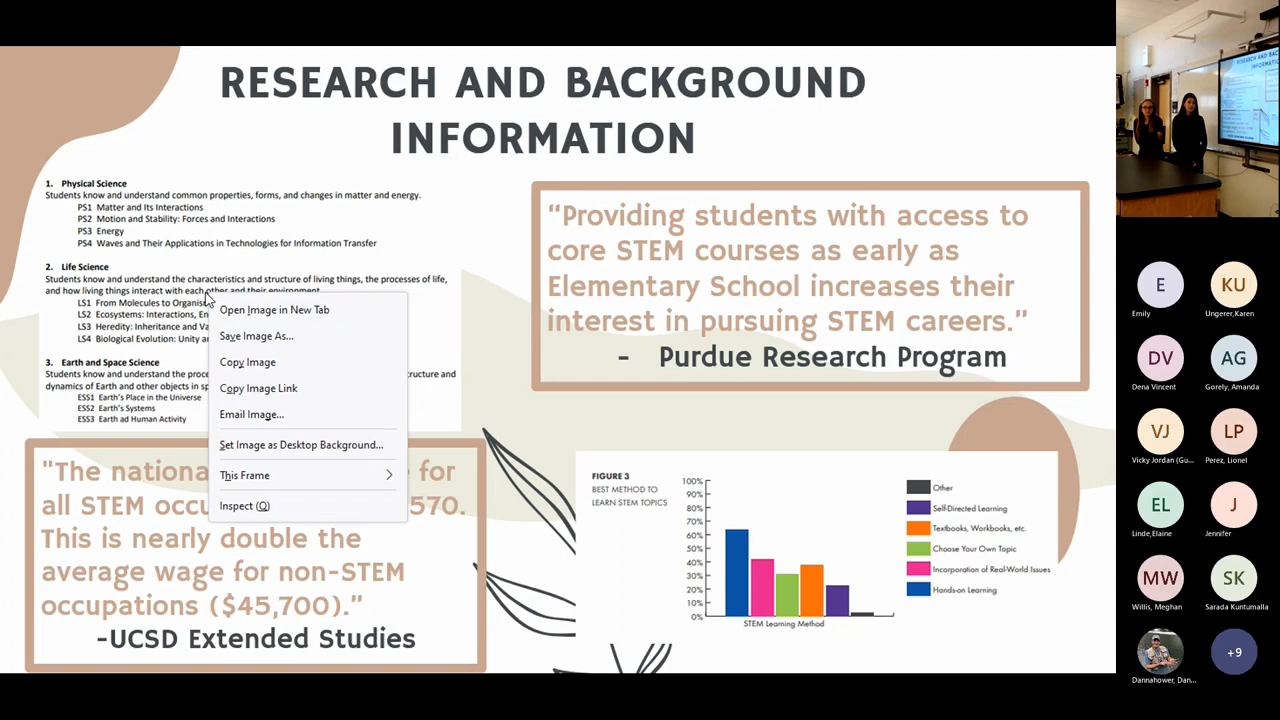 RESEARCH AND BACKGROUND
INFORMATION
1. Physical Science
Students know and understand common properties, forms, and changes in matter and energy.
PS1 Matter and Its Interactions
PS2 Motion and Stability: Forces and Interactions
PS3 Energy
PS4 Waves and Their Applications in Technologies for Information Transfer
2. Life Science
Students know and understand the characteristics and structure of living things, the processes of life,
and how living things interact with each other and their environment.
LS1 From Molecules to
LS2 Ecosystems: Interactions,
LS3 Heredity: Inheritance and
LS4 Biological Evolution: Unity
3. Earth and Space Science
Students know and understand the
and
dynamics of Earth and other objects in
ESS1 Earth's Place in the Universe
ESS2 Earth's Systems
ESS3 Earth ad Human Activity
Open Image in New Tab
Save Image As...
Copy Image
Copy Image Link
Email Image...
Set Image as Desktop Background...
This Frame
Inspect (Q)
"The for
all STEM 570.
This is nearly double the
average wage for non-STEM
occupations ($45,700)."
-UCSD Extended Studies
“Providing students with access to
core STEM courses as early as
Elementary School increases their
interest in pursuing STEM careers.”
- Purdue Research Program
FIGURE 3
BEST METHOD TO
LEARN STEM TOPICS
100%
90%
80%
70%
60%
50%
40%
30%
20%
10%
0%
STEM Learning Method
Other
Self-Directed Learning
Textbooks, Workbooks, etc.
Choose Your Own Topic
Incorporation of Real-World Issues
Hands-on Learning
RESEARCH AND
INFORMATION
E
Emily
KU
Ungerer,Karen
DV
Dena Vincent
AG
Gorely, Amanda
VJ
Vicky Jordan (Gu...
LP
Perez, Lionel
EL
Linde,Elaine
J
Jennifer
MW
Willis, Meghan
SK
Sarada Kuntumalla
Dannahower, Dan...
+9